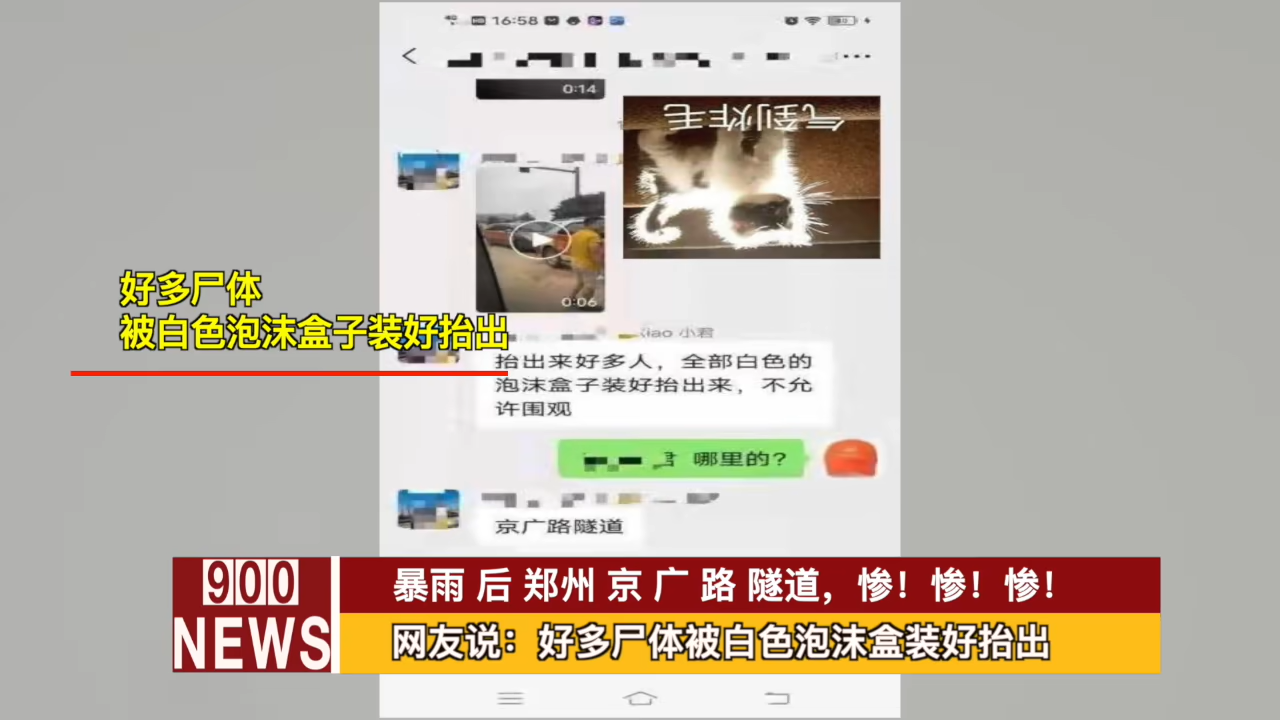 16:58
0:14
气到炸毛
0:06
好多尸体
被白色泡沫盒子装好抬出
Xiao 小君
抬出来好多人，全部白色的
泡沫盒子装好抬出来，不允
许围观
哪里的？
京广路隧道
900
NEWS
暴雨后郑州京广路隧道，惨！惨！惨！
网友说：好多尸体被白色泡沫盒装好抬出